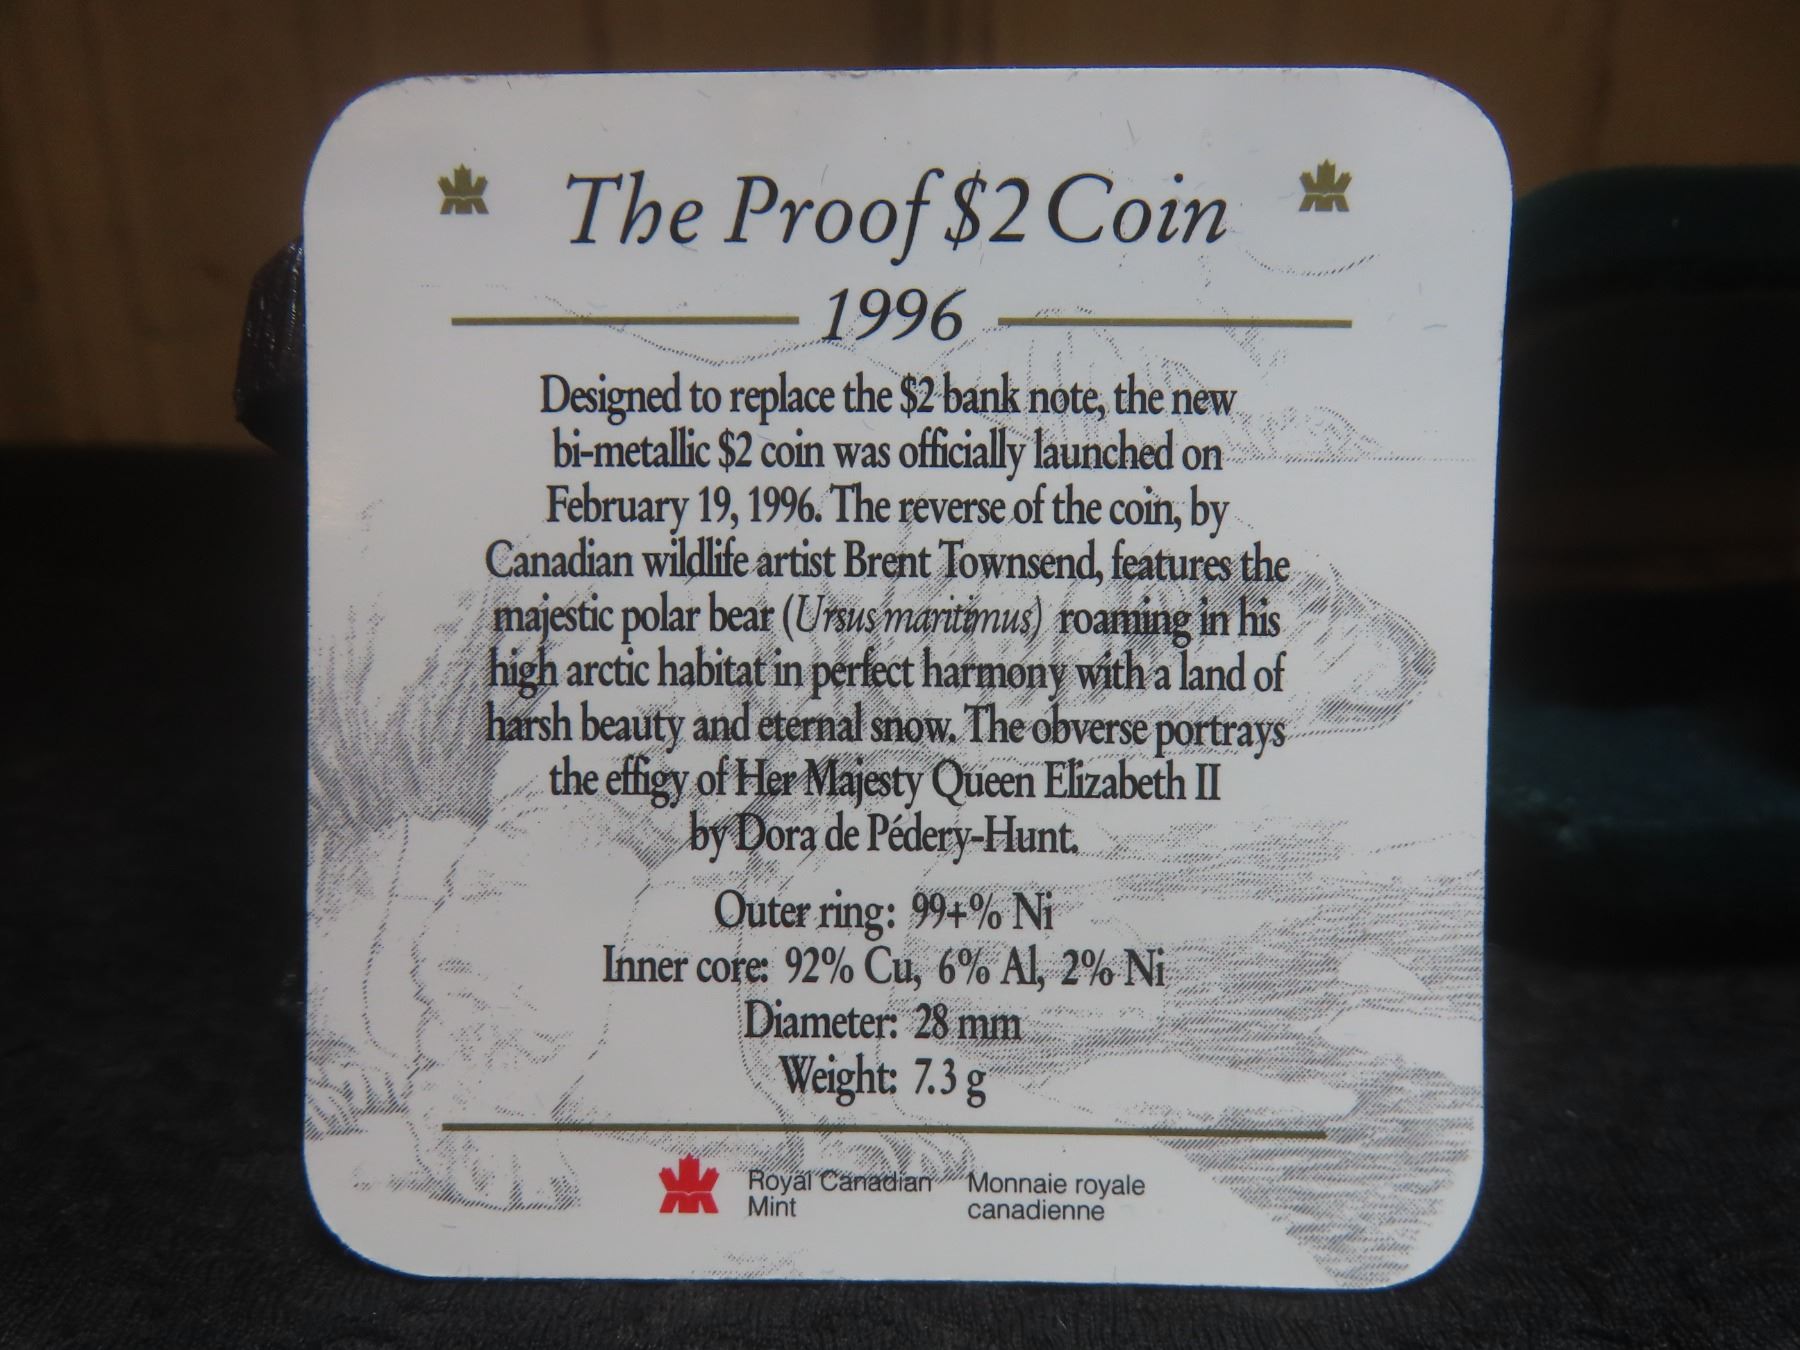 The Proof $2 Coin
1996
Designed to replace the $2 bank note, the new
bi-metallic $2 coin was officially launched on
February 19, 1996. The reverse of the coin, by
Canadian wildlife artist Brent Townsend, features the
majestic polar bear (Ursus maritimus) roaming in his
high arctic habitat in perfect harmony with a land of
harsh beauty and eternal snow. The obverse portrays
the effigy of Her Majesty Queen Elizabeth II
by Dora de Pédery-Hunt.
Outer ring: 99+% Ni
Inner core: 92% Cu, 6% Al, 2% Ni
Diameter: 28 mm
Weight: 7.3 g
Royal Canadian
Mint
Monnaie royale
canadienne